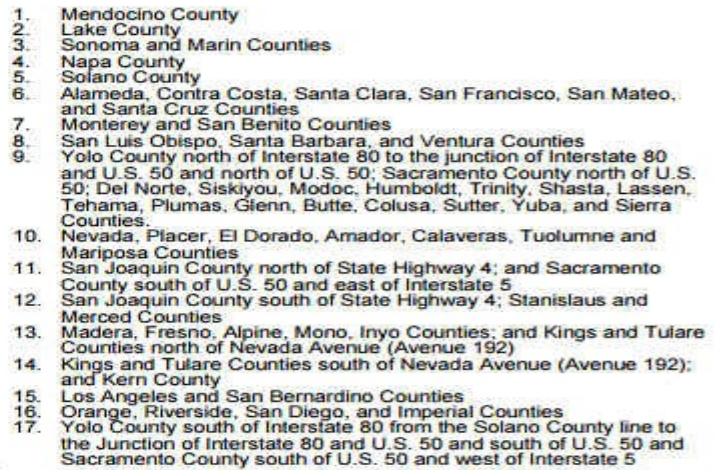 1. Mendocino County
2. Lake County
3. Sonoma and Marin Counties
4. Napa County
5. Solano County
6. Alameda, Contra Costa, Santa Clara, San Francisco, San Mateo,
and Santa Cruz Counties
7. Monterey and San Benito Counties
8. San Luis Obispo, Santa Barbara, and Ventura Counties
9. Yolo County north of Interstate 80 to the junction of Interstate 80
and U.S. 50 and north of U.S. 50; Sacramento County north of U.S.
50; Del Norte, Siskiyou, Modoc, Humboldt, Trinity, Shasta, Lassen,
Tehama, Plumas, Glenn, Butte, Colusa, Sutter, Yuba, and Sierra
Counties.
10. Nevada, Placer, El Dorado, Amador, Calaveras, Tuolumne and
Mariposa Counties
11. San Joaquin County north of State Highway 4; and Sacramento
County south of U.S. 50 and east of Interstate 5
12. San Joaquin County south of State Highway 4; Stanislaus and
Merced Counties
13. Madera, Fresno, Alpine, Mono, Inyo Counties; and Kings and Tulare
Counties north of Nevada Avenue (Avenue 192)
14. Kings and Tulare Counties south of Nevada Avenue (Avenue 192);
and Kern County
15. Los Angeles and San Bernardino Counties
16. Orange, Riverside, San Diego, and Imperial Counties
17. Yolo County south of Interstate 80 from the Solano County line to
the Junction of Interstate 80 and U.S. 50 and south of U.S. 50 and
Sacramento County south of U.S. 50 and west of Interstate 5